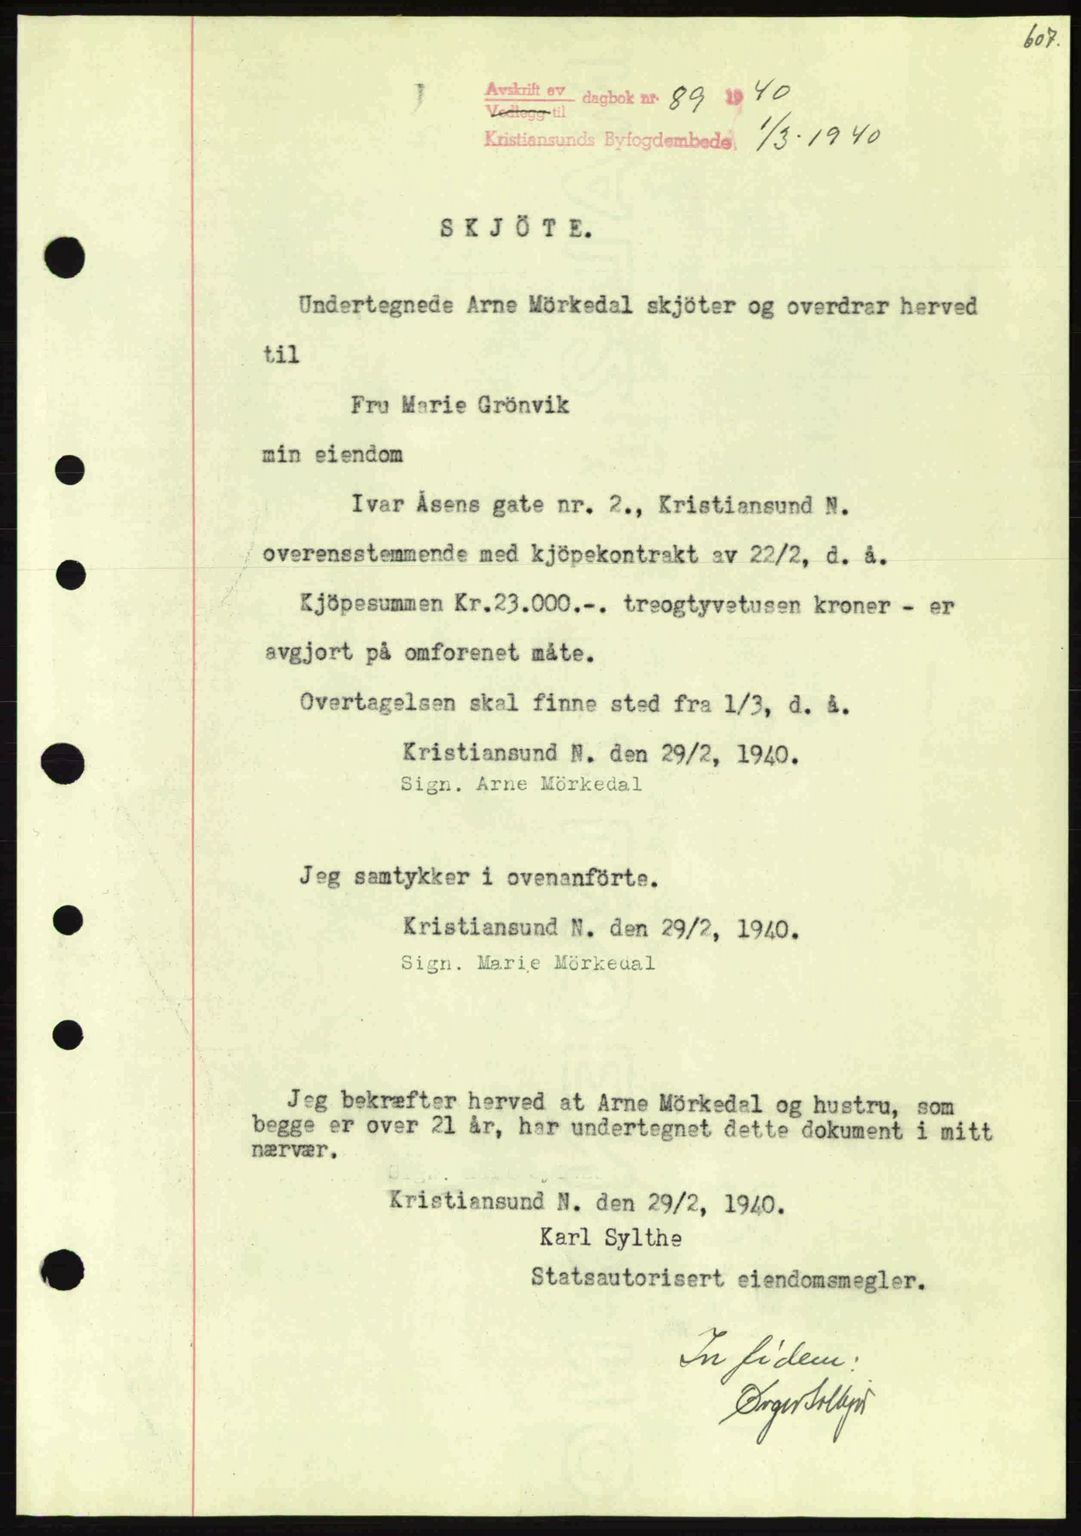 607.
Avskrift av dagbok nr. 89 1940
Vedlegg til
Kristiansunds Byfogdembede 1/3-1940
SKJÖTE.
Undertegnede Arne Mörkedal skjöter og overdrar herved
til
Fru Marie Grönvik
min eiendom
Ivar Åsens gate nr. 2., Kristiansund N.
overensstemmende med kjöpekontrakt av 22/2, d. å.
Kjöpesummen Kr.23.000.-. treogtyvetusen kroner - er
avgjort på omforenet måte.
Overtagelsen skal finne sted fra 1/3, d. å.
Kristiansund N. den 29/2, 1940.
Sign. Arne Mörkedal
Jeg samtykker i ovenanförte.
Kristiansund N. den 29/2, 1940.
Sign. Marie Mörkedal
Jeg bekræfter herved at Arne Mörkedal og hustru, som
begge er over 21 år, har undertegnet dette dokument i mitt
nærvær.
Kristiansund N. den 29/2, 1940.
Karl Sylthe
Statsautorisert eiendomsmegler.
In fidem: